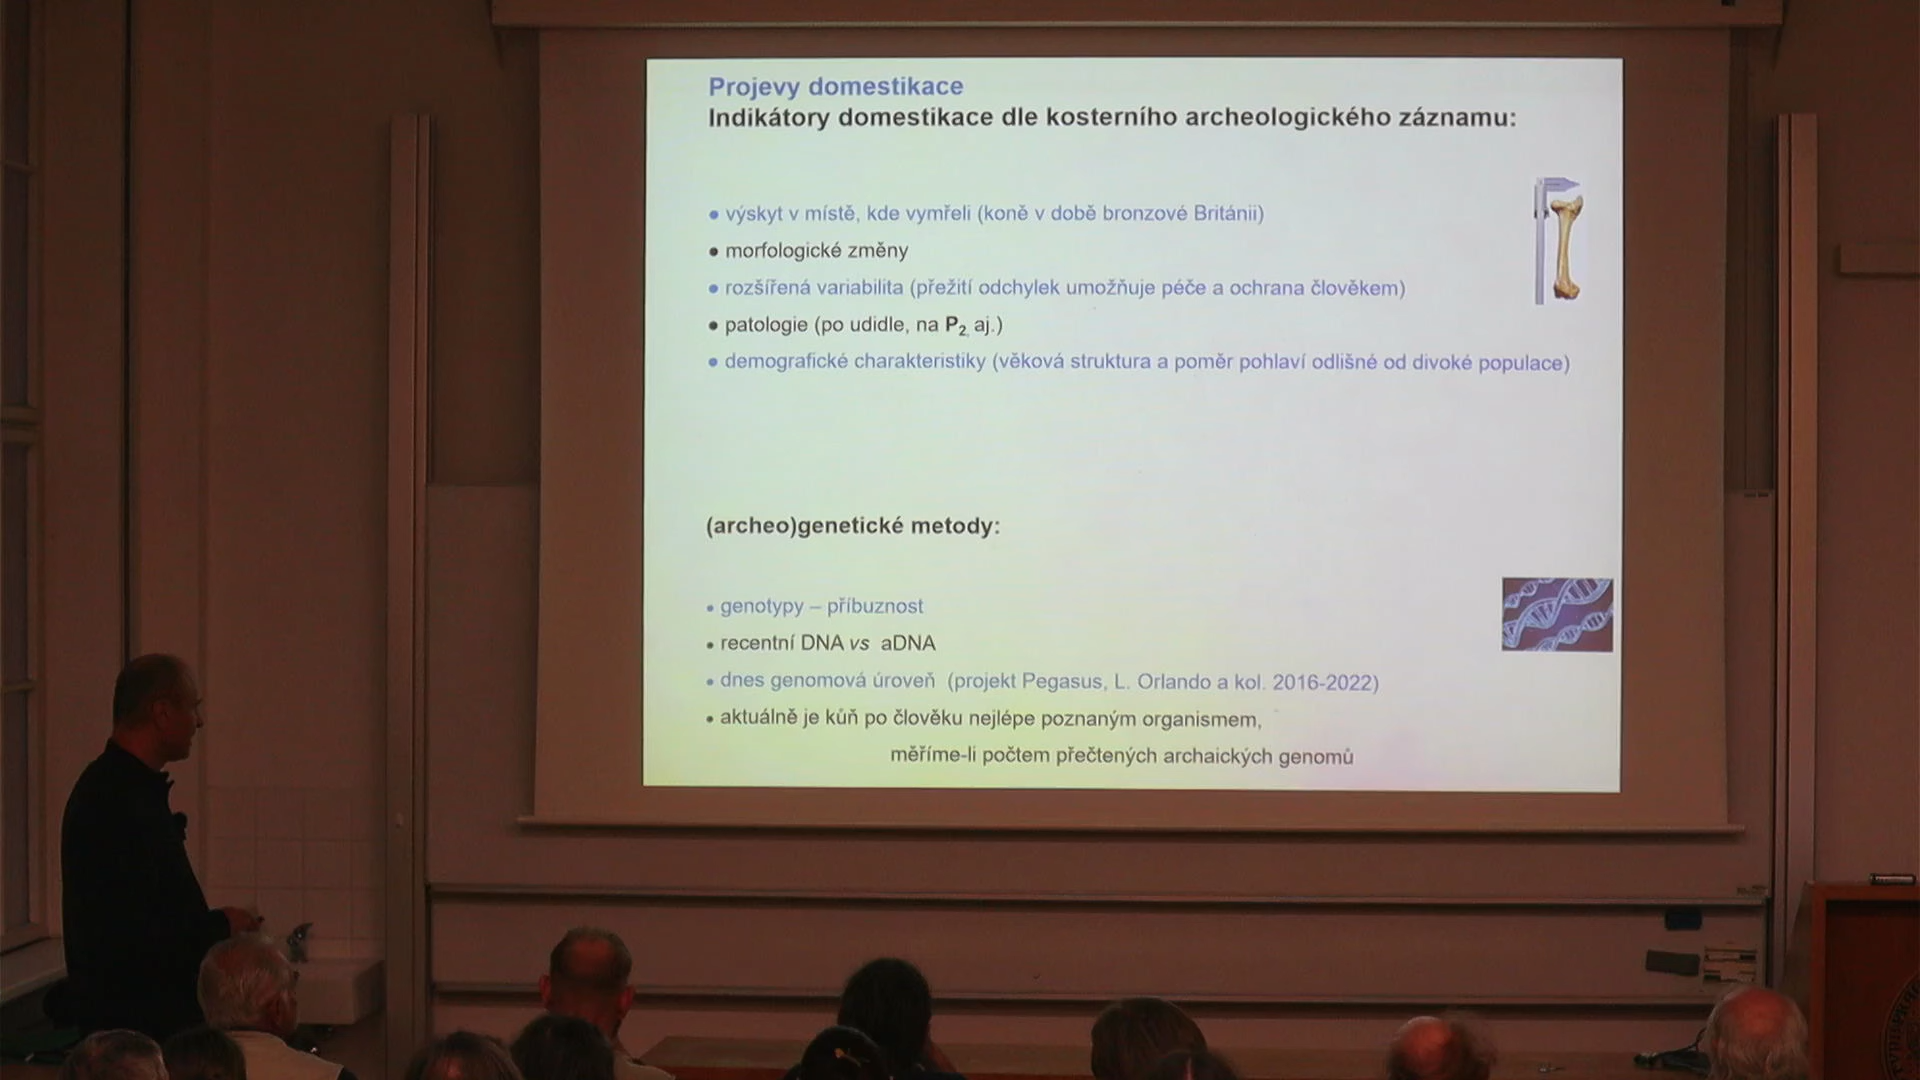 Projevy domestikace
Indikátory domestikace dle kosterního archeologického záznamu:
● výskyt v místě, kde vymřeli (koně v době bronzové Británii)
● morfologické změny
● rozšířená variabilita (přežití odchylek umožňuje péče a ochrana člověkem)
● patologie (po udidle, na P2, aj.)
● demografické charakteristiky (věková struktura a poměr pohlaví odlišné od divoké populace)
(archeo)genetické metody:
• genotypy – příbuznost
• recentní DNA vs aDNA
• dnes genomová úroveň (projekt Pegasus, L. Orlando a kol. 2016-2022)
• aktuálně je kůň po člověku nejlépe poznaným organismem,
měříme-li počtem přečtených archaických genomů